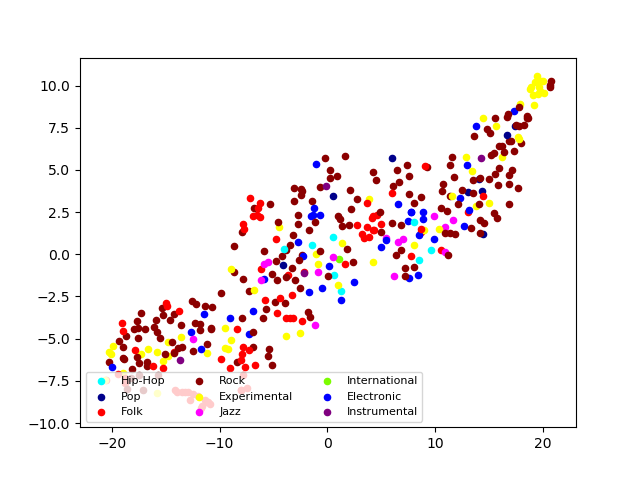 10.0
7.5
5.0
2.5
0.0
−2.5
−5.0
−7.5
−10.0
−20
−10
0
10
20
Hip-Hop
Pop
Folk
Rock
Experimental
Jazz
International
Electronic
Instrumental